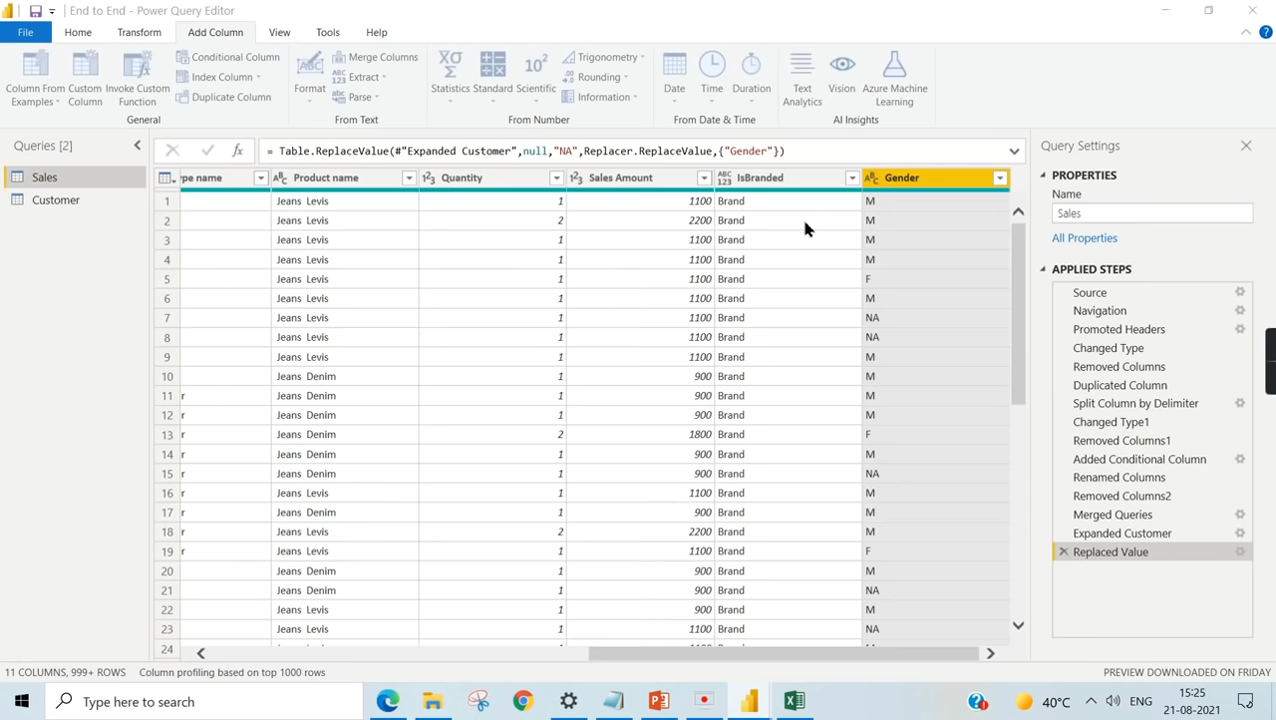 End to End - Power Query Editor
File Home Transform Add Column View Tools Help
Column From Examples
Custom Column
Invoke Custom Function
Conditional Column
Index Column
Duplicate Column
General
Format
Merge Columns
ABC 123 Extract
abc Parse
From Text
Statistics
Standard
10² Scientific
Trigonometry
Rounding
Information
From Number
Date
Time
Duration
From Date & Time
Text Analytics
Vision
Azure Machine Learning
AI Insights
Queries [2]
Sales
Customer
fx = Table.ReplaceValue(#"Expanded Customer",null,"NA",Replacer.ReplaceValue,{"Gender"})
ype name Product name Quantity Sales Amount IsBranded Gender
1 Jeans Levis 1 1100 Brand M
2 Jeans Levis 2 2200 Brand M
3 Jeans Levis 1 1100 Brand M
4 Jeans Levis 1 1100 Brand M
5 Jeans Levis 1 1100 Brand F
6 Jeans Levis 1 1100 Brand M
7 Jeans Levis 1 1100 Brand NA
8 Jeans Levis 1 1100 Brand NA
9 Jeans Levis 1 1100 Brand M
10 Jeans Denim 1 900 Brand M
11 r Jeans Denim 1 900 Brand M
12 r Jeans Denim 1 900 Brand M
13 r Jeans Denim 2 1800 Brand F
14 r Jeans Denim 1 900 Brand M
15 r Jeans Denim 1 900 Brand NA
16 r Jeans Levis 1 1100 Brand M
17 r Jeans Denim 1 900 Brand M
18 r Jeans Levis 2 2200 Brand M
19 r Jeans Levis 1 1100 Brand F
20 Jeans Denim 1 900 Brand M
21 Jeans Denim 1 900 Brand NA
22 Jeans Levis 1 900 Brand M
23 Jeans Levis 1 1100 Brand NA
24
Query Settings
PROPERTIES
Name
Sales
All Properties
APPLIED STEPS
Source
Navigation
Promoted Headers
Changed Type
Removed Columns
Duplicated Column
Split Column by Delimiter
Changed Type1
Removed Columns1
Added Conditional Column
Renamed Columns
Removed Columns2
Merged Queries
Expanded Customer
Replaced Value
11 COLUMNS, 999+ ROWS Column profiling based on top 1000 rows PREVIEW DOWNLOADED ON FRIDAY
Type here to search
40°C
ENG
15:25
21-08-2021